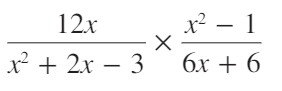 12x / (x² + 2x − 3) × (x² − 1) / (6x + 6)